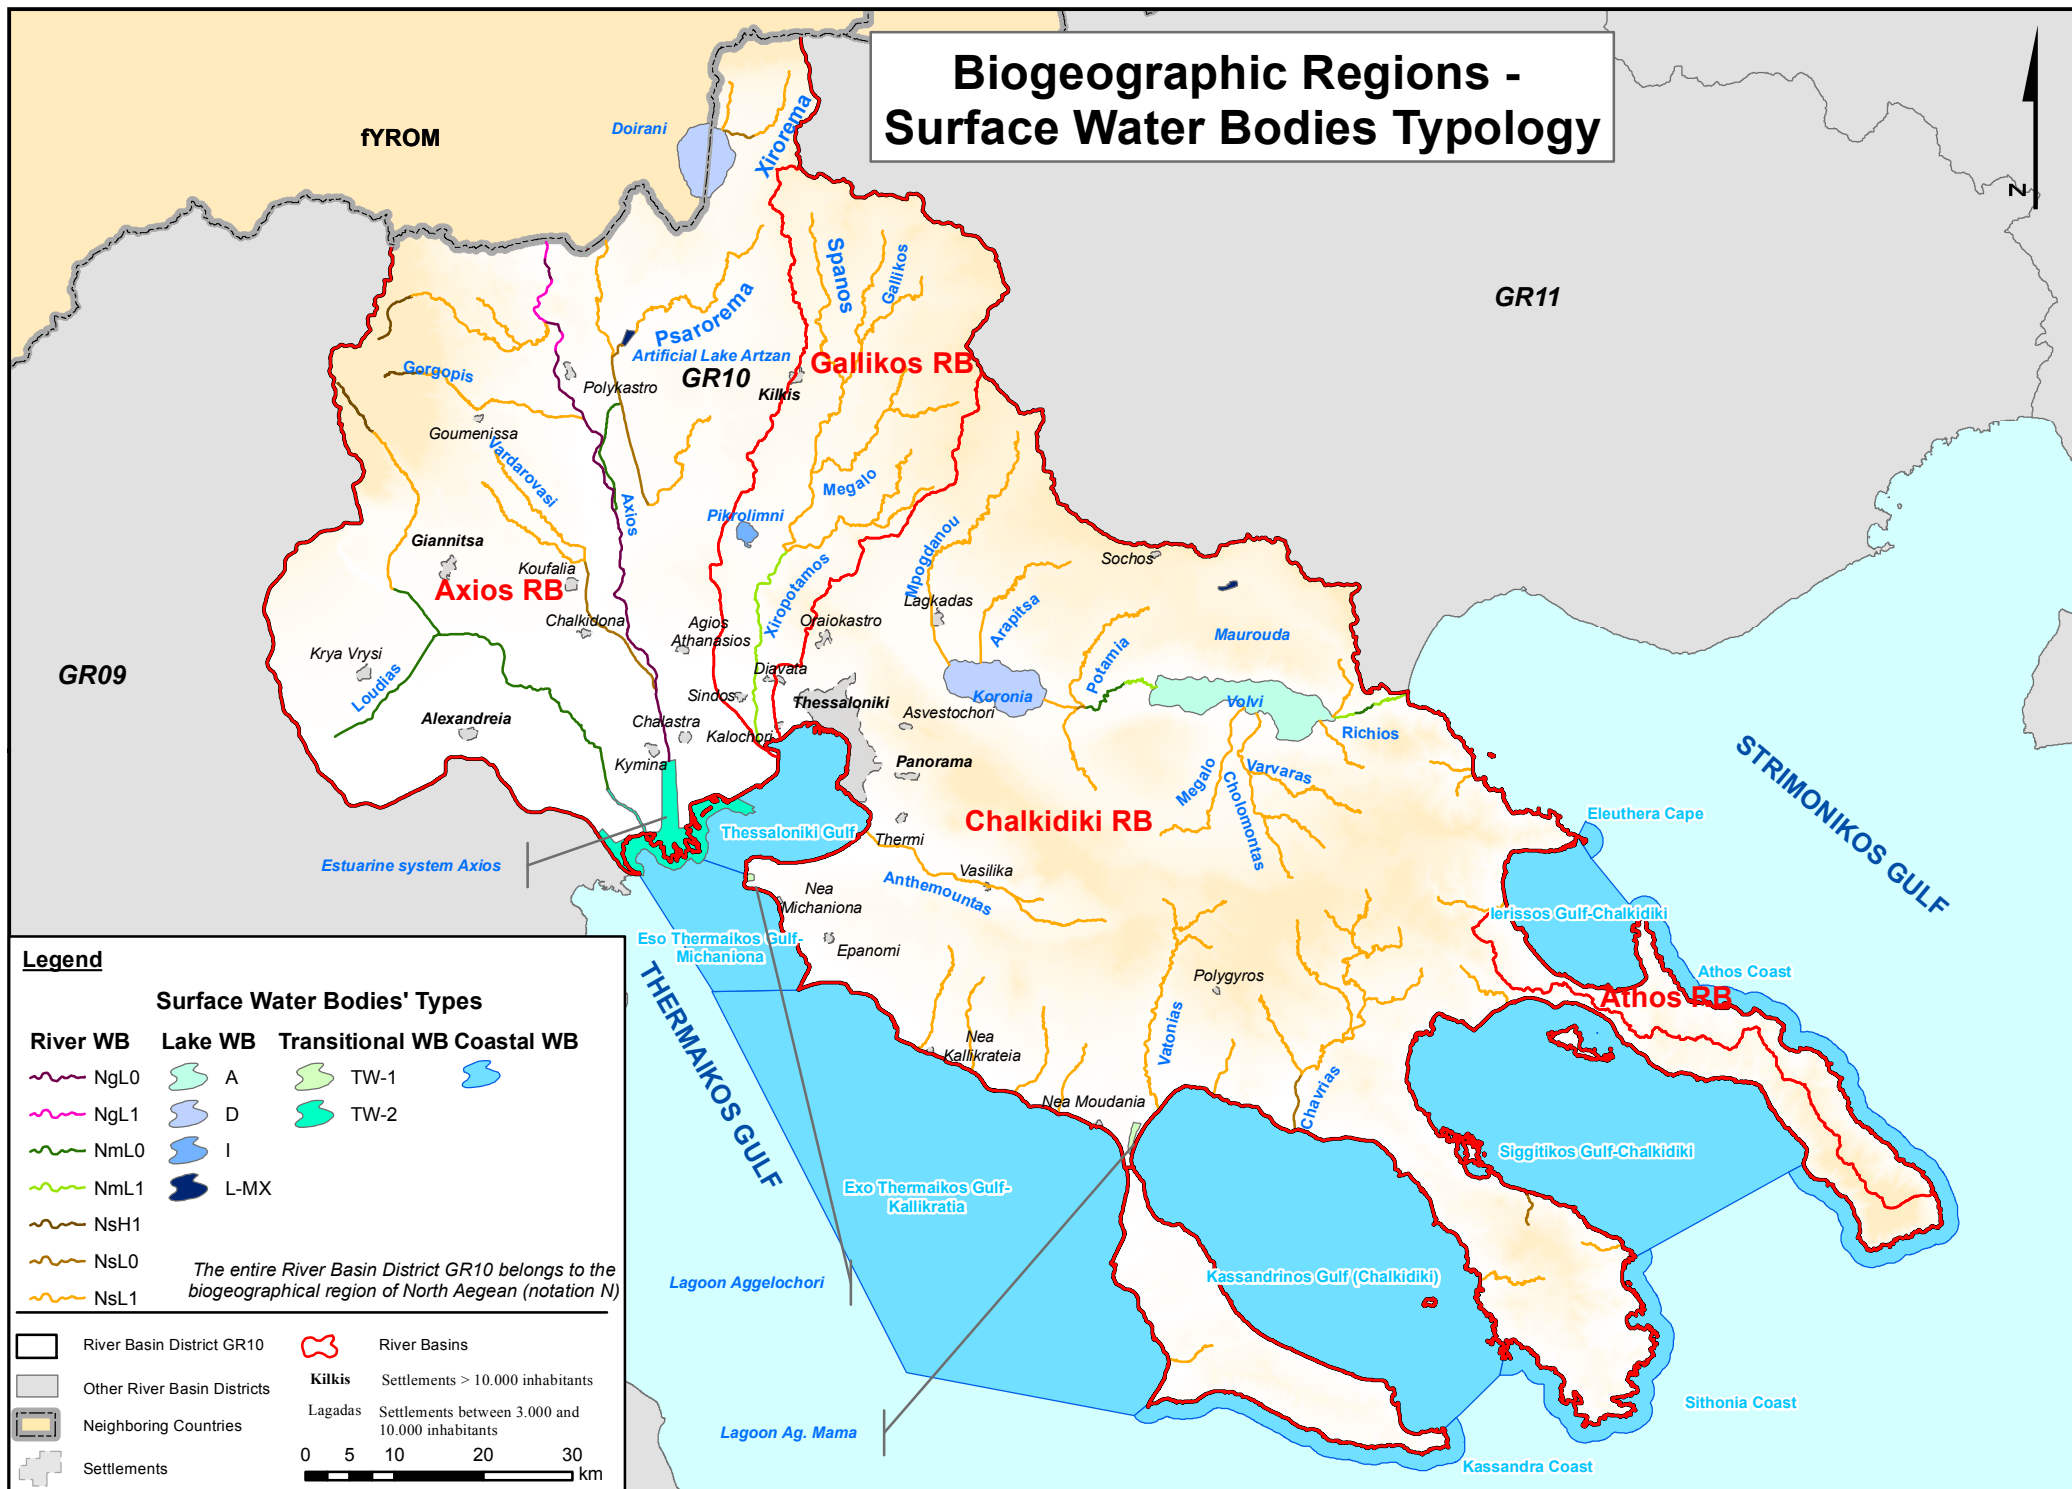 Biogeographic Regions -
Surface Water Bodies Typology
N
fYROM
Doirani
Xirorema
Spanos
Gallikos
GR11
Psarorema
Artificial Lake Artzan
GR10
Gallikos RB
Kilkis
Gorgopis
Polykastro
Goumenissa
Vardarovasi
Axios
Megalo
Pikrolimni
Mpogdanou
Giannitsa
Koufalia
Axios RB
Xiropotamos
Sochos
Lagkadas
Arapitsa
Chalkidona
Agios
Athanasios
Oraiokastro
Potamia
Maurouda
Krya Vrysi
Loudias
GR09
Diavata
Sindos
Thessaloniki
Koronia
Volvi
Alexandreia
Chalastra
Kalochori
Asvestochori
Richios
Kymina
Panorama
Megalo
Varvaras
Cholomontas
STRIMONIKOS GULF
Eleuthera Cape
Thessaloniki Gulf
Chalkidiki RB
Thermi
Estuarine system Axios
Vasilika
Anthemountas
Nea
Michaniona
Ierissos Gulf-Chalkidiki
Eso Thermaikos Gulf-
Michaniona
Epanomi
Polygyros
Athos Coast
Athos RB
THERMAIKOS GULF
Nea
Kallikrateia
Vatonias
Chavrias
Nea Moudania
Siggitikos Gulf-Chalkidiki
Exo Thermaikos Gulf-
Kallikratia
Lagoon Aggelochori
Kassandrinos Gulf (Chalkidiki)
Sithonia Coast
Lagoon Ag. Mama
Kassandra Coast
Legend
Surface Water Bodies' Types
River WB
Lake WB
Transitional WB
Coastal WB
NgL0
A
TW-1
NgL1
D
TW-2
NmL0
I
NmL1
L-MX
NsH1
NsL0
NsL1
The entire River Basin District GR10 belongs to the
biogeographical region of North Aegean (notation N)
River Basin District GR10
River Basins
Other River Basin Districts
Kilkis
Settlements > 10.000 inhabitants
Neighboring Countries
Lagadas
Settlements between 3.000 and
10.000 inhabitants
Settlements
0 5 10 20 30
km